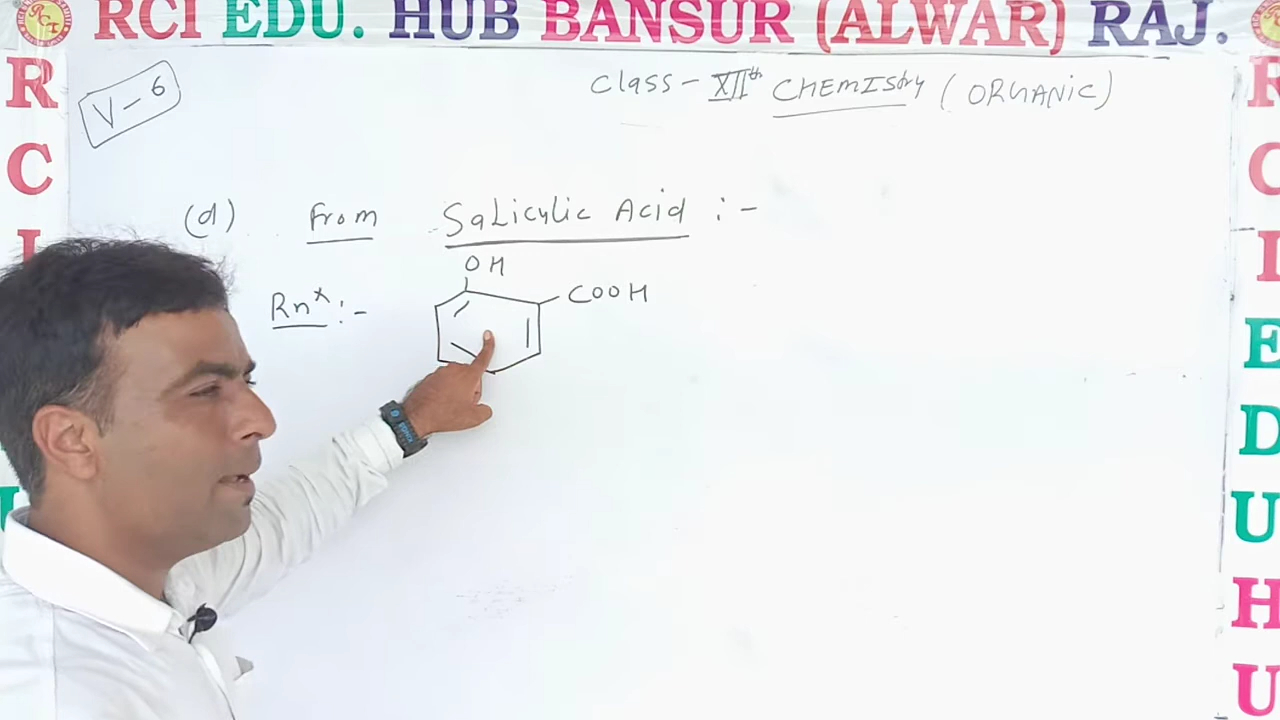 RCI EDU. HUB BANSUR (ALWAR) RAJ.
V-6
Class - XIIth CHEMIStry (ORGANIC)
(d) from SaLicylic Acid :-
OH
Rnx :-
COOH
R
C
I
R
C
I
E
D
U
H
U